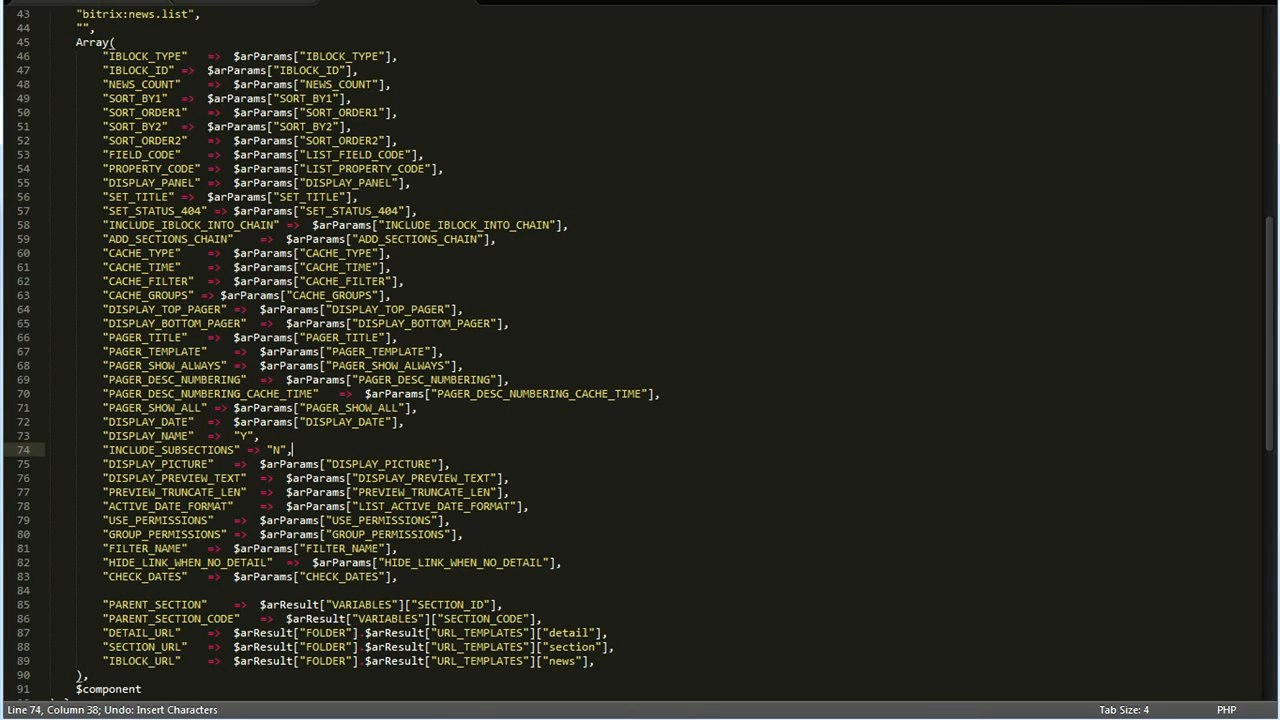 43 "bitrix:news.list",
44 "",
45 Array(
46 "IBLOCK_TYPE" => $arParams["IBLOCK_TYPE"],
47 "IBLOCK_ID" => $arParams["IBLOCK_ID"],
48 "NEWS_COUNT" => $arParams["NEWS_COUNT"],
49 "SORT_BY1" => $arParams["SORT_BY1"],
50 "SORT_ORDER1" => $arParams["SORT_ORDER1"],
51 "SORT_BY2" => $arParams["SORT_BY2"],
52 "SORT_ORDER2" => $arParams["SORT_ORDER2"],
53 "FIELD_CODE" => $arParams["LIST_FIELD_CODE"],
54 "PROPERTY_CODE" => $arParams["LIST_PROPERTY_CODE"],
55 "DISPLAY_PANEL" => $arParams["DISPLAY_PANEL"],
56 "SET_TITLE" => $arParams["SET_TITLE"],
57 "SET_STATUS_404" => $arParams["SET_STATUS_404"],
58 "INCLUDE_IBLOCK_INTO_CHAIN" => $arParams["INCLUDE_IBLOCK_INTO_CHAIN"],
59 "ADD_SECTIONS_CHAIN" => $arParams["ADD_SECTIONS_CHAIN"],
60 "CACHE_TYPE" => $arParams["CACHE_TYPE"],
61 "CACHE_TIME" => $arParams["CACHE_TIME"],
62 "CACHE_FILTER" => $arParams["CACHE_FILTER"],
63 "CACHE_GROUPS" => $arParams["CACHE_GROUPS"],
64 "DISPLAY_TOP_PAGER" => $arParams["DISPLAY_TOP_PAGER"],
65 "DISPLAY_BOTTOM_PAGER" => $arParams["DISPLAY_BOTTOM_PAGER"],
66 "PAGER_TITLE" => $arParams["PAGER_TITLE"],
67 "PAGER_TEMPLATE" => $arParams["PAGER_TEMPLATE"],
68 "PAGER_SHOW_ALWAYS" => $arParams["PAGER_SHOW_ALWAYS"],
69 "PAGER_DESC_NUMBERING" => $arParams["PAGER_DESC_NUMBERING"],
70 "PAGER_DESC_NUMBERING_CACHE_TIME" => $arParams["PAGER_DESC_NUMBERING_CACHE_TIME"],
71 "PAGER_SHOW_ALL" => $arParams["PAGER_SHOW_ALL"],
72 "DISPLAY_DATE" => $arParams["DISPLAY_DATE"],
73 "DISPLAY_NAME" => "Y",
74 "INCLUDE_SUBSECTIONS" => "N",
75 "DISPLAY_PICTURE" => $arParams["DISPLAY_PICTURE"],
76 "DISPLAY_PREVIEW_TEXT" => $arParams["DISPLAY_PREVIEW_TEXT"],
77 "PREVIEW_TRUNCATE_LEN" => $arParams["PREVIEW_TRUNCATE_LEN"],
78 "ACTIVE_DATE_FORMAT" => $arParams["LIST_ACTIVE_DATE_FORMAT"],
79 "USE_PERMISSIONS" => $arParams["USE_PERMISSIONS"],
80 "GROUP_PERMISSIONS" => $arParams["GROUP_PERMISSIONS"],
81 "FILTER_NAME" => $arParams["FILTER_NAME"],
82 "HIDE_LINK_WHEN_NO_DETAIL" => $arParams["HIDE_LINK_WHEN_NO_DETAIL"],
83 "CHECK_DATES" => $arParams["CHECK_DATES"],
84
85 "PARENT_SECTION" => $arResult["VARIABLES"]["SECTION_ID"],
86 "PARENT_SECTION_CODE" => $arResult["VARIABLES"]["SECTION_CODE"],
87 "DETAIL_URL" => $arResult["FOLDER"].$arResult["URL_TEMPLATES"]["detail"],
88 "SECTION_URL" => $arResult["FOLDER"].$arResult["URL_TEMPLATES"]["section"],
89 "IBLOCK_URL" => $arResult["FOLDER"].$arResult["URL_TEMPLATES"]["news"],
90 ),
91 $component
Line 74, Column 38; Undo: Insert Characters Tab Size: 4 PHP